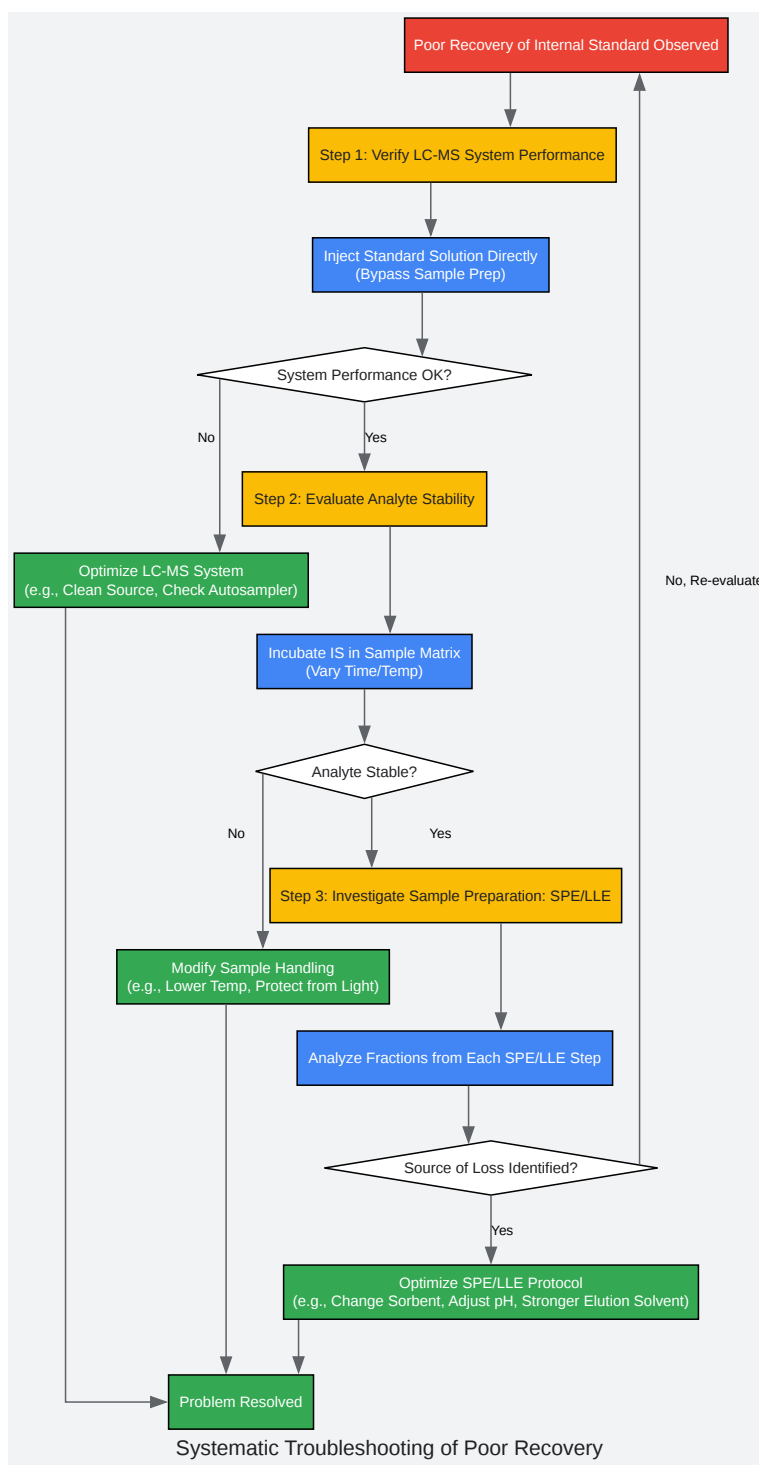 Poor Recovery of Internal Standard Observed
Step 1: Verify LC-MS System Performance
Inject Standard Solution Directly
(Bypass Sample Prep)
System Performance OK?
No
Yes
Step 2: Evaluate Analyte Stability
Optimize LC-MS System
(e.g., Clean Source, Check Autosampler)
No, Re-evaluate
Incubate IS in Sample Matrix
(Vary Time/Temp)
Analyte Stable?
No
Yes
Step 3: Investigate Sample Preparation: SPE/LLE
Modify Sample Handling
(e.g., Lower Temp, Protect from Light)
Analyze Fractions from Each SPE/LLE Step
Source of Loss Identified?
Yes
Optimize SPE/LLE Protocol
(e.g., Change Sorbent, Adjust pH, Stronger Elution Solvent)
Problem Resolved
Systematic Troubleshooting of Poor Recovery